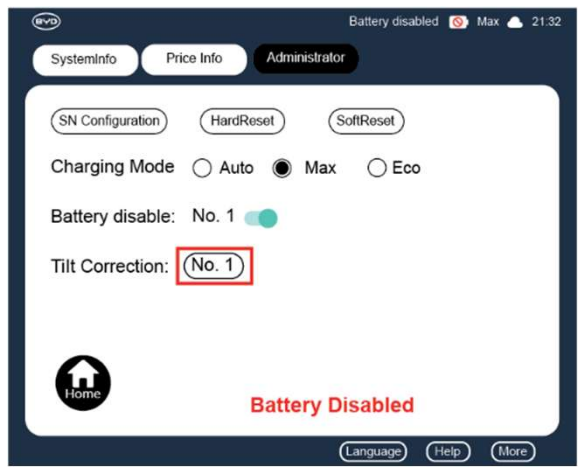 BYD
Battery disabled Max 21:32
SystemInfo Price Info Administrator
SN Configuration HardReset SoftReset
Charging Mode Auto Max Eco
Battery disable: No. 1
Tilt Correction: No. 1
Home
Battery Disabled
Language Help More